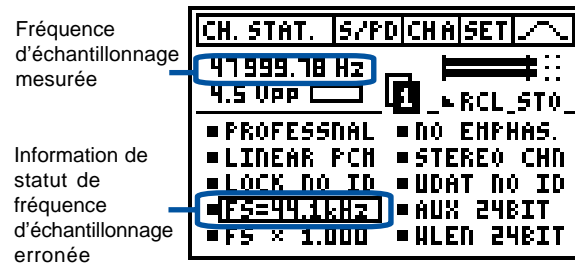 Fréquence
d'échantillonnage
mesurée
Information de
statut de
fréquence
d'échantillonnage
erronée
CH. STAT. S/PD CH A SET
47999.78 Hz
4.5 Vpp
1 RCL_STO_
PROFESSNAL
NO EMPHAS.
LINEAR PCM
STEREO CHN
LOCK NO ID
UDAT NO ID
FS=44.1kHz
AUX 24BIT
FS × 1.000
WLEN 24BIT